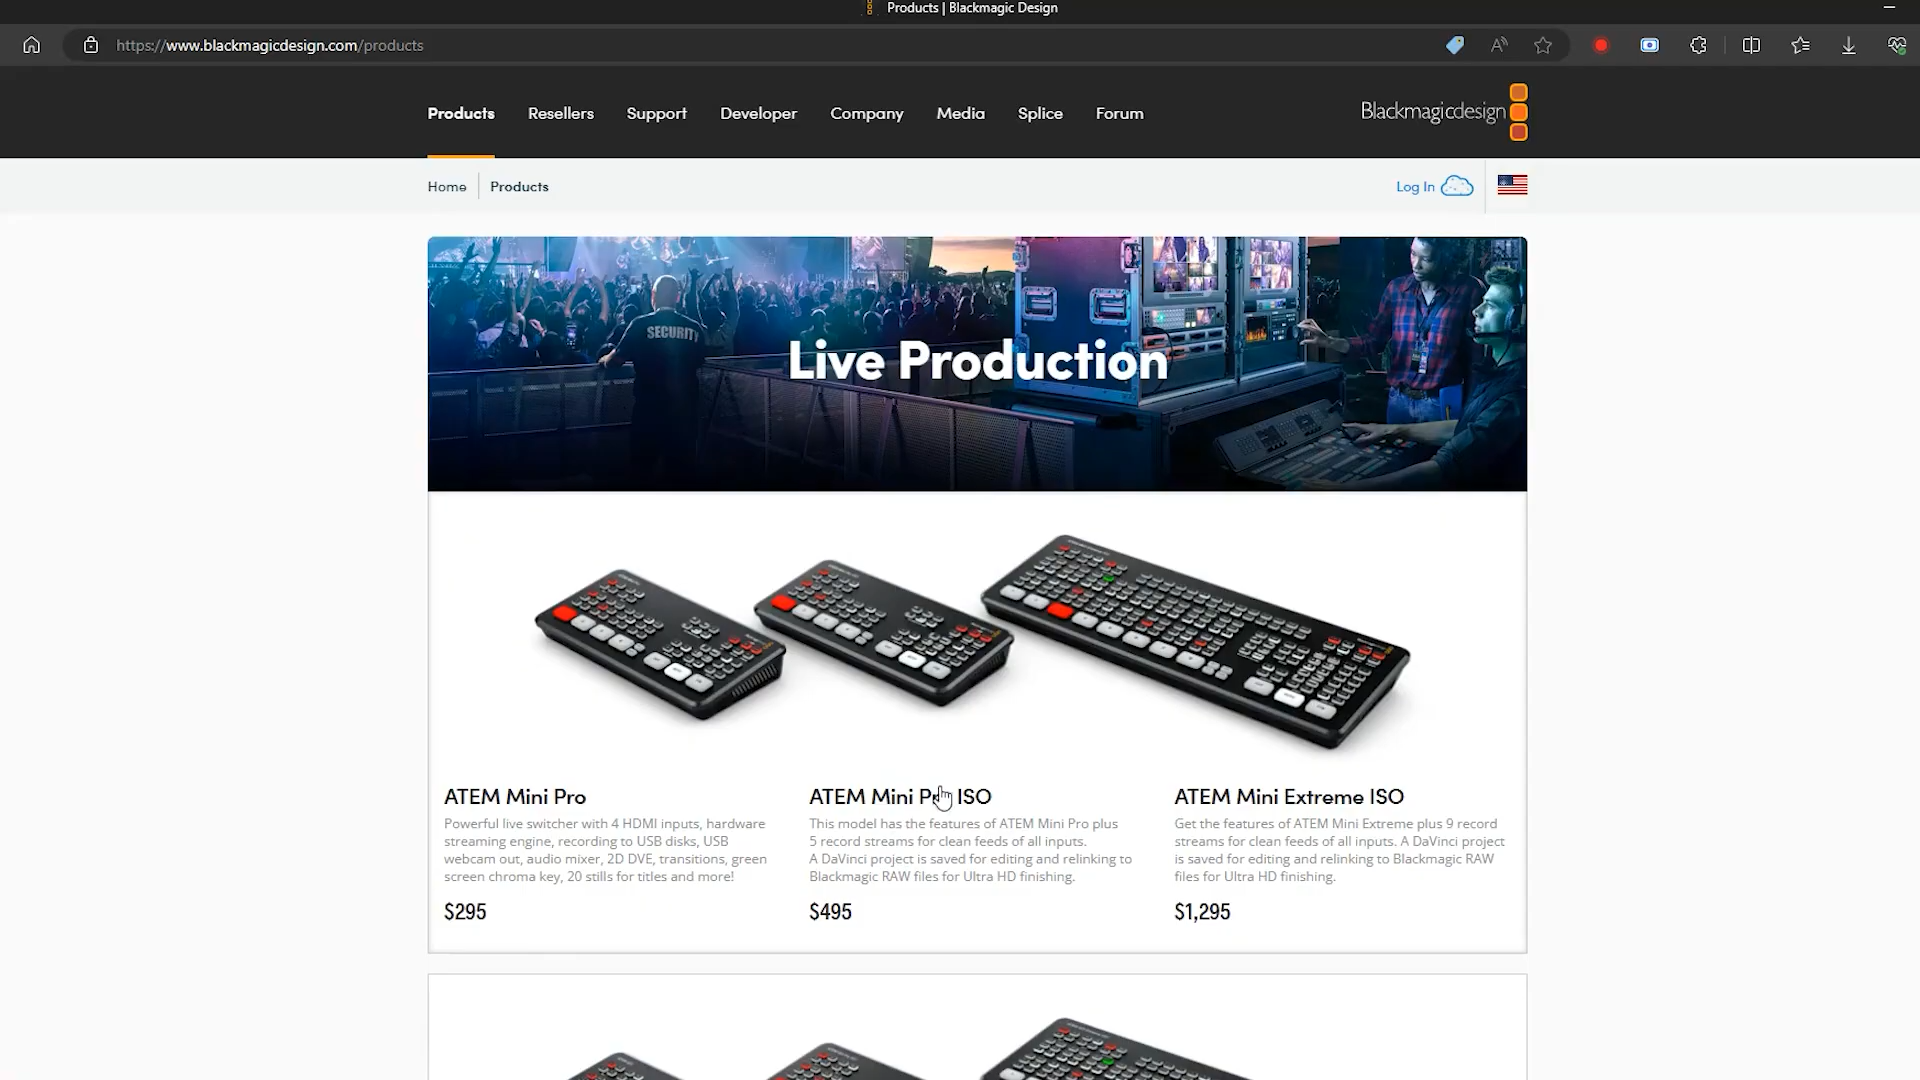 Products | Blackmagic Design
https://www.blackmagicdesign.com/products
Products Resellers Support Developer Company Media Splice Forum
Blackmagicdesign
Home Products
Log In
SECURITY
Live Production
ATEM Mini Pro
Powerful live switcher with 4 HDMI inputs, hardware
streaming engine, recording to USB disks, USB
webcam out, audio mixer, 2D DVE, transitions, green
screen chroma key, 20 stills for titles and more!
$295
ATEM Mini Pro ISO
This model has the features of ATEM Mini Pro plus
5 record streams for clean feeds of all inputs.
A DaVinci project is saved for editing and relinking to
Blackmagic RAW files for Ultra HD finishing.
$495
ATEM Mini Extreme ISO
Get the features of ATEM Mini Extreme plus 9 record
streams for clean feeds of all inputs. A DaVinci project
is saved for editing and relinking to Blackmagic RAW
files for Ultra HD finishing.
$1,295